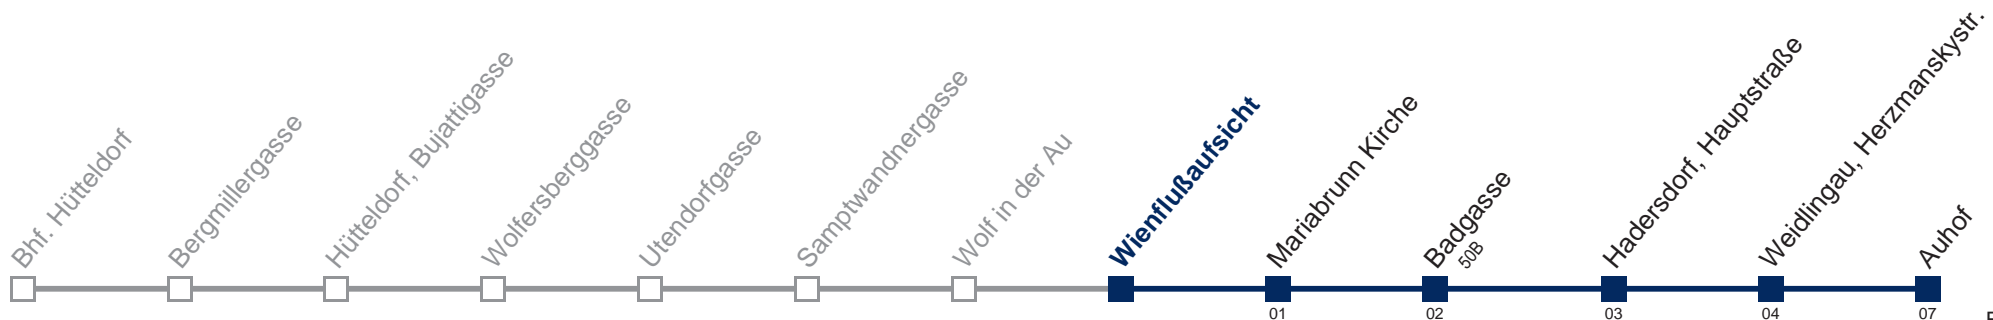 Bhf. Hütteldorf
Bergmillergasse
Hütteldorf, Bujattigasse
Wolfersberggasse
Utendorfgasse
Samptwandnergasse
Wolf in der Au
Wienflußaufsicht
Mariabrunn Kirche
Badgasse
50B
Hadersdorf, Hauptstraße
Weidlingau, Herzmanskystr.
Auhof
01
02
03
04
07